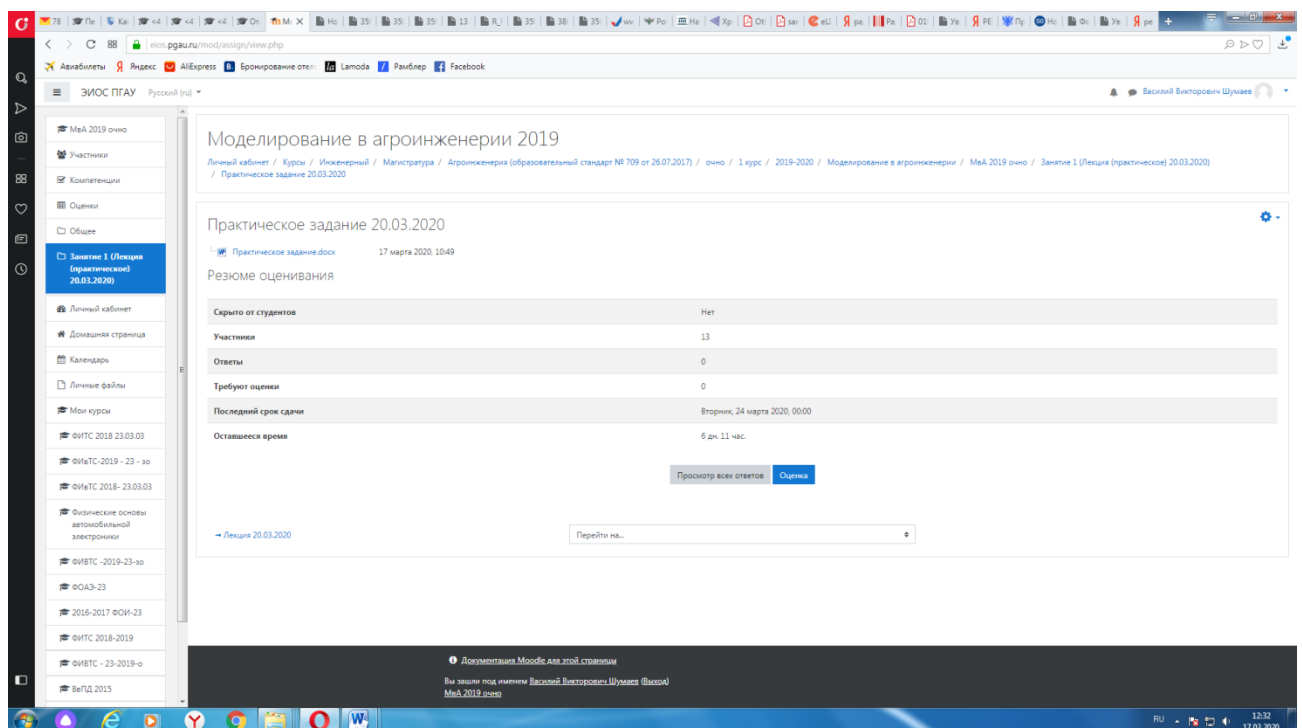 eios.pgau.ru/mod/assign/view.php
Авиабилеты Яндекс AliExpress Бронирование отел Lamoda Рамблер Facebook
ЭИОС ПГАУ Русский (ru)
Василий Викторович Шумаев
МвА 2019 очно
Участники
Компетенции
Оценки
Общее
Занятие 1 (Лекция
(практическое)
20.03.2020)
Личный кабинет
Домашняя страница
Календарь
Личные файлы
Мои курсы
ФИТС 2018 23.03.03
ФИвТС-2019 - 23 - зо
ФИвТС 2018- 23.03.03
Физические основы
автомобильной
электроники
ФИВТС -2019-23-зо
ФОАЭ-23
2016-2017 ФОИ-23
ФИТС 2018-2019
ФИВТС - 23-2019-о
ВвПД 2015
Моделирование в агроинженерии 2019
Личный кабинет / Курсы / Инженерный / Магистратура / Агроинженерия (образовательный стандарт № 709 от 26.07.2017) / очно / 1 курс / 2019-2020 / Моделирование в агроинженерии / МвА 2019 очно / Занятие 1 (Лекция (практическое) 20.03.2020)
/ Практическое задание 20.03.2020
Практическое задание 20.03.2020
Практическое задание.docx 17 марта 2020, 10:49
Резюме оценивания
Скрыто от студентов Нет
Участники 13
Ответы 0
Требуют оценки 0
Последний срок сдачи Вторник, 24 марта 2020, 00:00
Оставшееся время 6 дн. 11 час.
Просмотр всех ответов Оценка
Лекция 20.03.2020 Перейти на...
Документация Moodle для этой страницы
Вы зашли под именем Василий Викторович Шумаев (Выход)
МвА 2019 очно
RU 12:32
17.03.2020